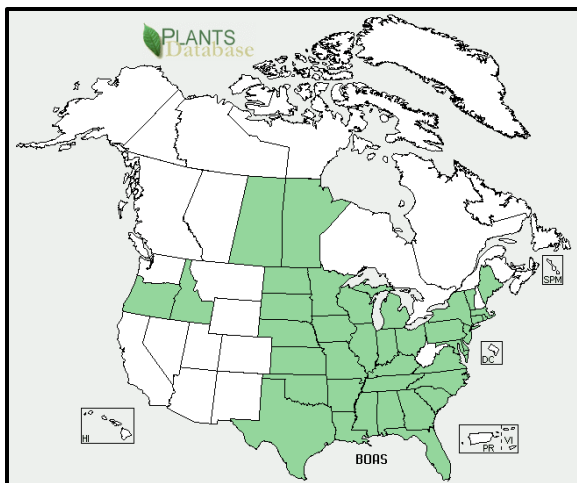 PLANTS
Database
SPM
DC
HI
PR VI
BOAS